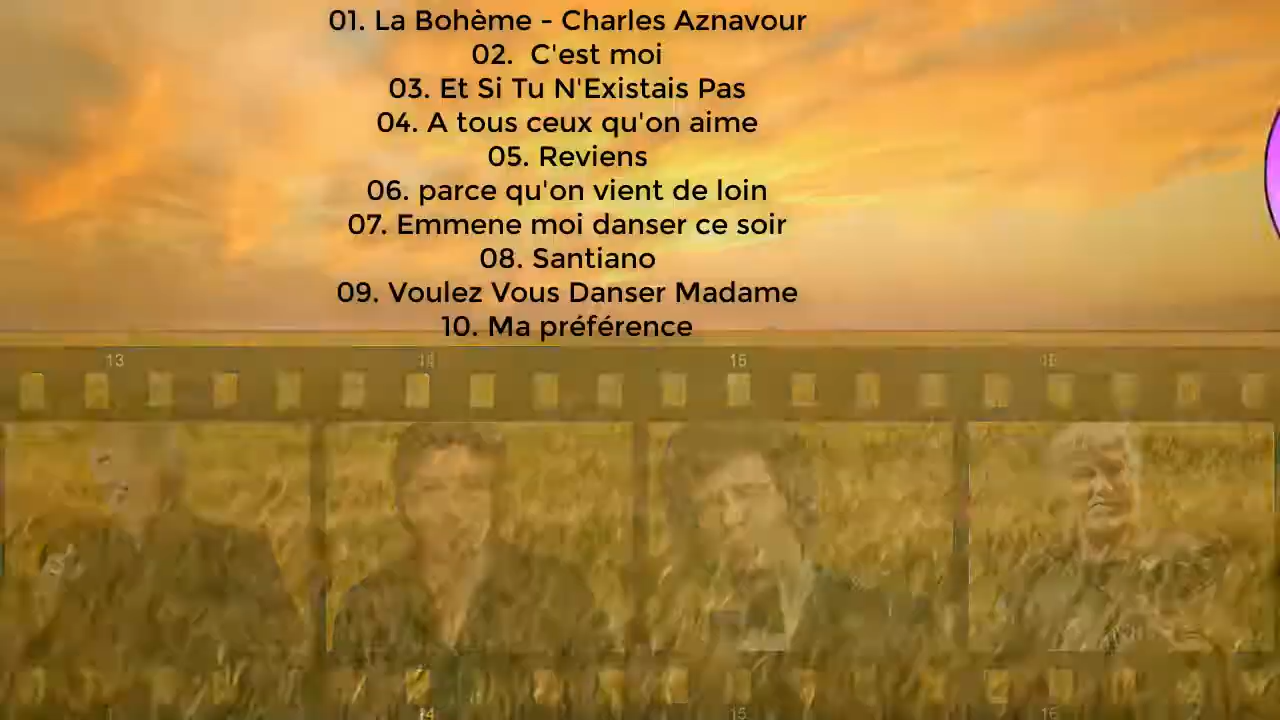 01. La Bohème - Charles Aznavour
02. C'est moi
03. Et Si Tu N'Existais Pas
04. A tous ceux qu'on aime
05. Reviens
06. parce qu'on vient de loin
07. Emmene moi danser ce soir
08. Santiano
09. Voulez Vous Danser Madame
10. Ma préférence
13 14 15 16
14 15 16